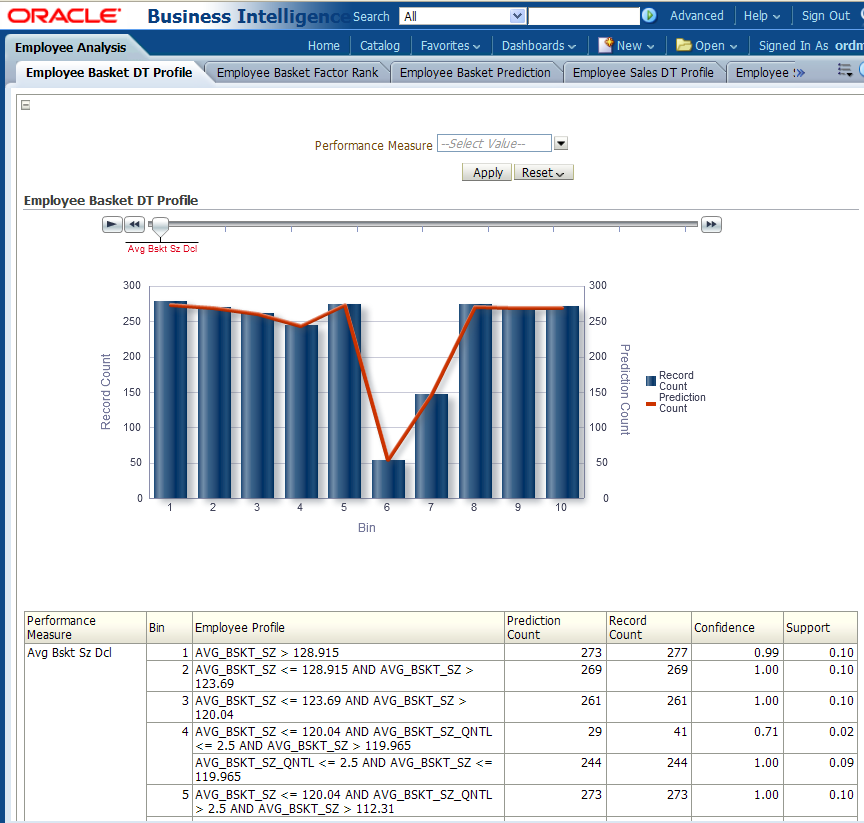 ORACLE® Business Intelligence Search All Advanced Help Sign Out
Employee Analysis Home Catalog Favorites Dashboards New Open Signed In As ordm
Employee Basket DT Profile Employee Basket Factor Rank Employee Basket Prediction Employee Sales DT Profile Employee »
Performance Measure --Select Value--
Apply Reset
Employee Basket DT Profile
Avg Bskt Sz Dcl
300 300
250 250
200 200
150 150
100 100
50 50
0 0
Record Count
Prediction Count
1 2 3 4 5 6 7 8 9 10
Bin
Record
Count
Prediction
Count
Performance Measure Bin Employee Profile Prediction Count Record Count Confidence Support
Avg Bskt Sz Dcl 1 AVG_BSKT_SZ > 128.915 273 277 0.99 0.10
2 AVG_BSKT_SZ <= 128.915 AND AVG_BSKT_SZ > 269 269 1.00 0.10
123.69
3 AVG_BSKT_SZ <= 123.69 AND AVG_BSKT_SZ > 261 261 1.00 0.10
120.04
4 AVG_BSKT_SZ <= 120.04 AND AVG_BSKT_SZ_QNTL 29 41 0.71 0.02
<= 2.5 AND AVG_BSKT_SZ > 119.965
AVG_BSKT_SZ_QNTL <= 2.5 AND AVG_BSKT_SZ <= 244 244 1.00 0.09
119.965
5 AVG_BSKT_SZ <= 120.04 AND AVG_BSKT_SZ_QNTL 273 273 1.00 0.10
> 2.5 AND AVG_BSKT_SZ > 112.31